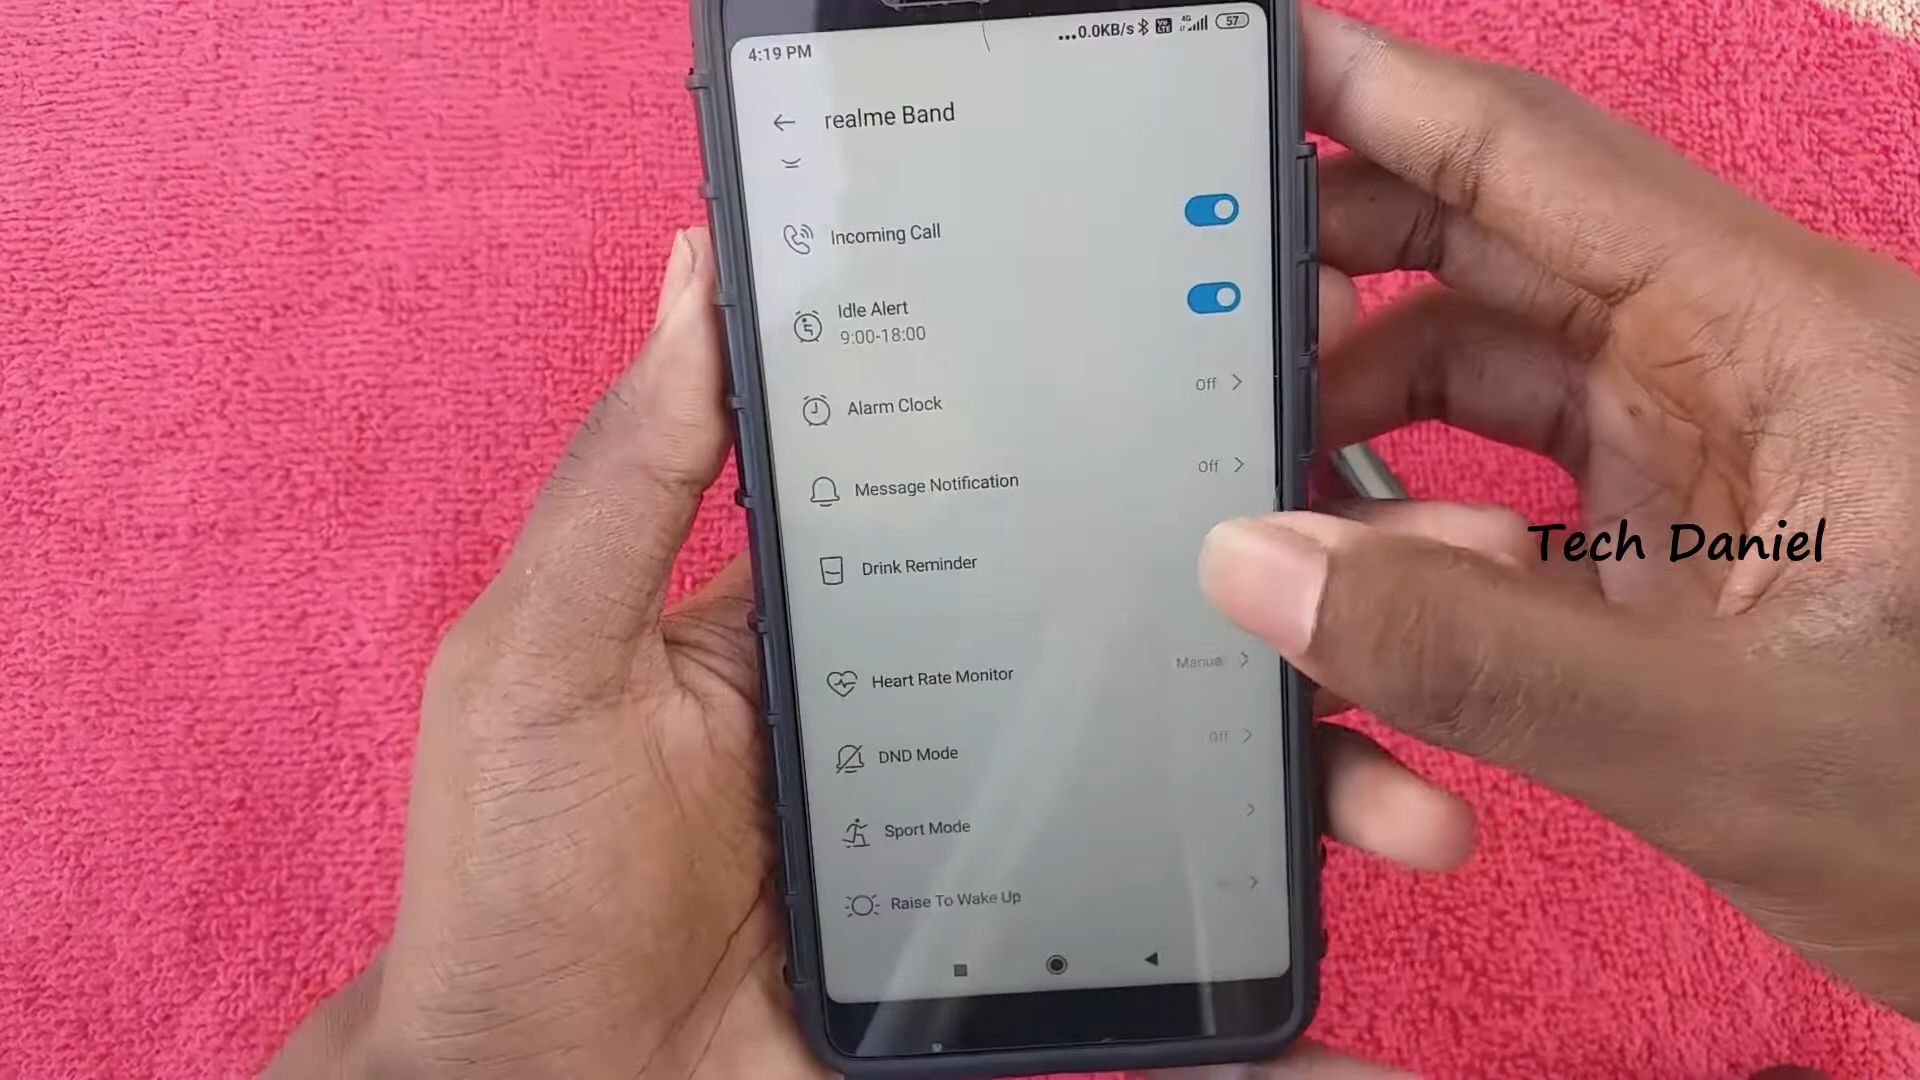 4:19 PM
...0.0KB/s
4G
57
realme Band
Incoming Call
Idle Alert
9:00-18:00
Alarm Clock
Off
Message Notification
Off
Drink Reminder
Heart Rate Monitor
Manual
DND Mode
Off
Sport Mode
Raise To Wake Up
Tech Daniel